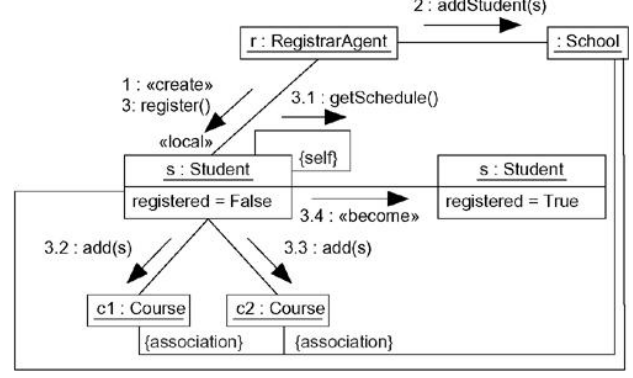 2 : addStudent(s)
r : RegistrarAgent
: School
1 : «create»
3: register()
3.1 : getSchedule()
«local»
{self}
s : Student
registered = False
s : Student
registered = True
3.4 : «become»
3.2 : add(s)
3.3 : add(s)
c1 : Course
c2 : Course
{association}
{association}